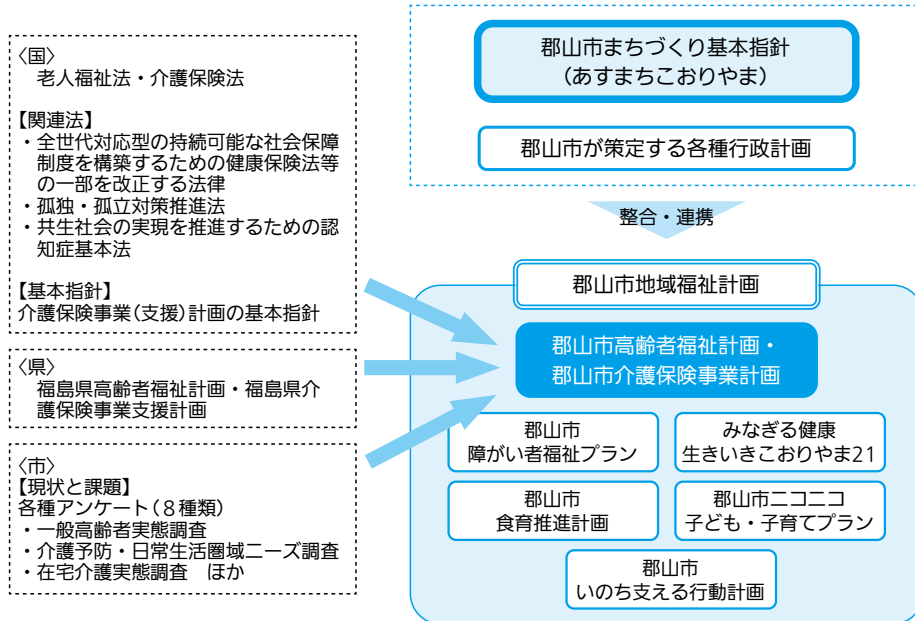 〈国〉
老人福祉法・介護保険法
【関連法】
・全世代対応型の持続可能な社会保障
制度を構築するための健康保険法等
の一部を改正する法律
・孤独・孤立対策推進法
・共生社会の実現を推進するための認
知症基本法
【基本指針】
介護保険事業(支援)計画の基本指針
〈県〉
福島県高齢者福祉計画・福島県介
護保険事業支援計画
〈市〉
【現状と課題】
各種アンケート(8種類)
・一般高齢者実態調査
・介護予防・日常生活圏域ニーズ調査
・在宅介護実態調査　ほか
郡山市まちづくり基本指針
(あすまちこおりやま)
郡山市が策定する各種行政計画
整合・連携
郡山市地域福祉計画
郡山市高齢者福祉計画・
郡山市介護保険事業計画
郡山市
障がい者福祉プラン
みなぎる健康
生きいきこおりやま21
郡山市
食育推進計画
郡山市ニコニコ
子ども・子育てプラン
郡山市
いのち支える行動計画